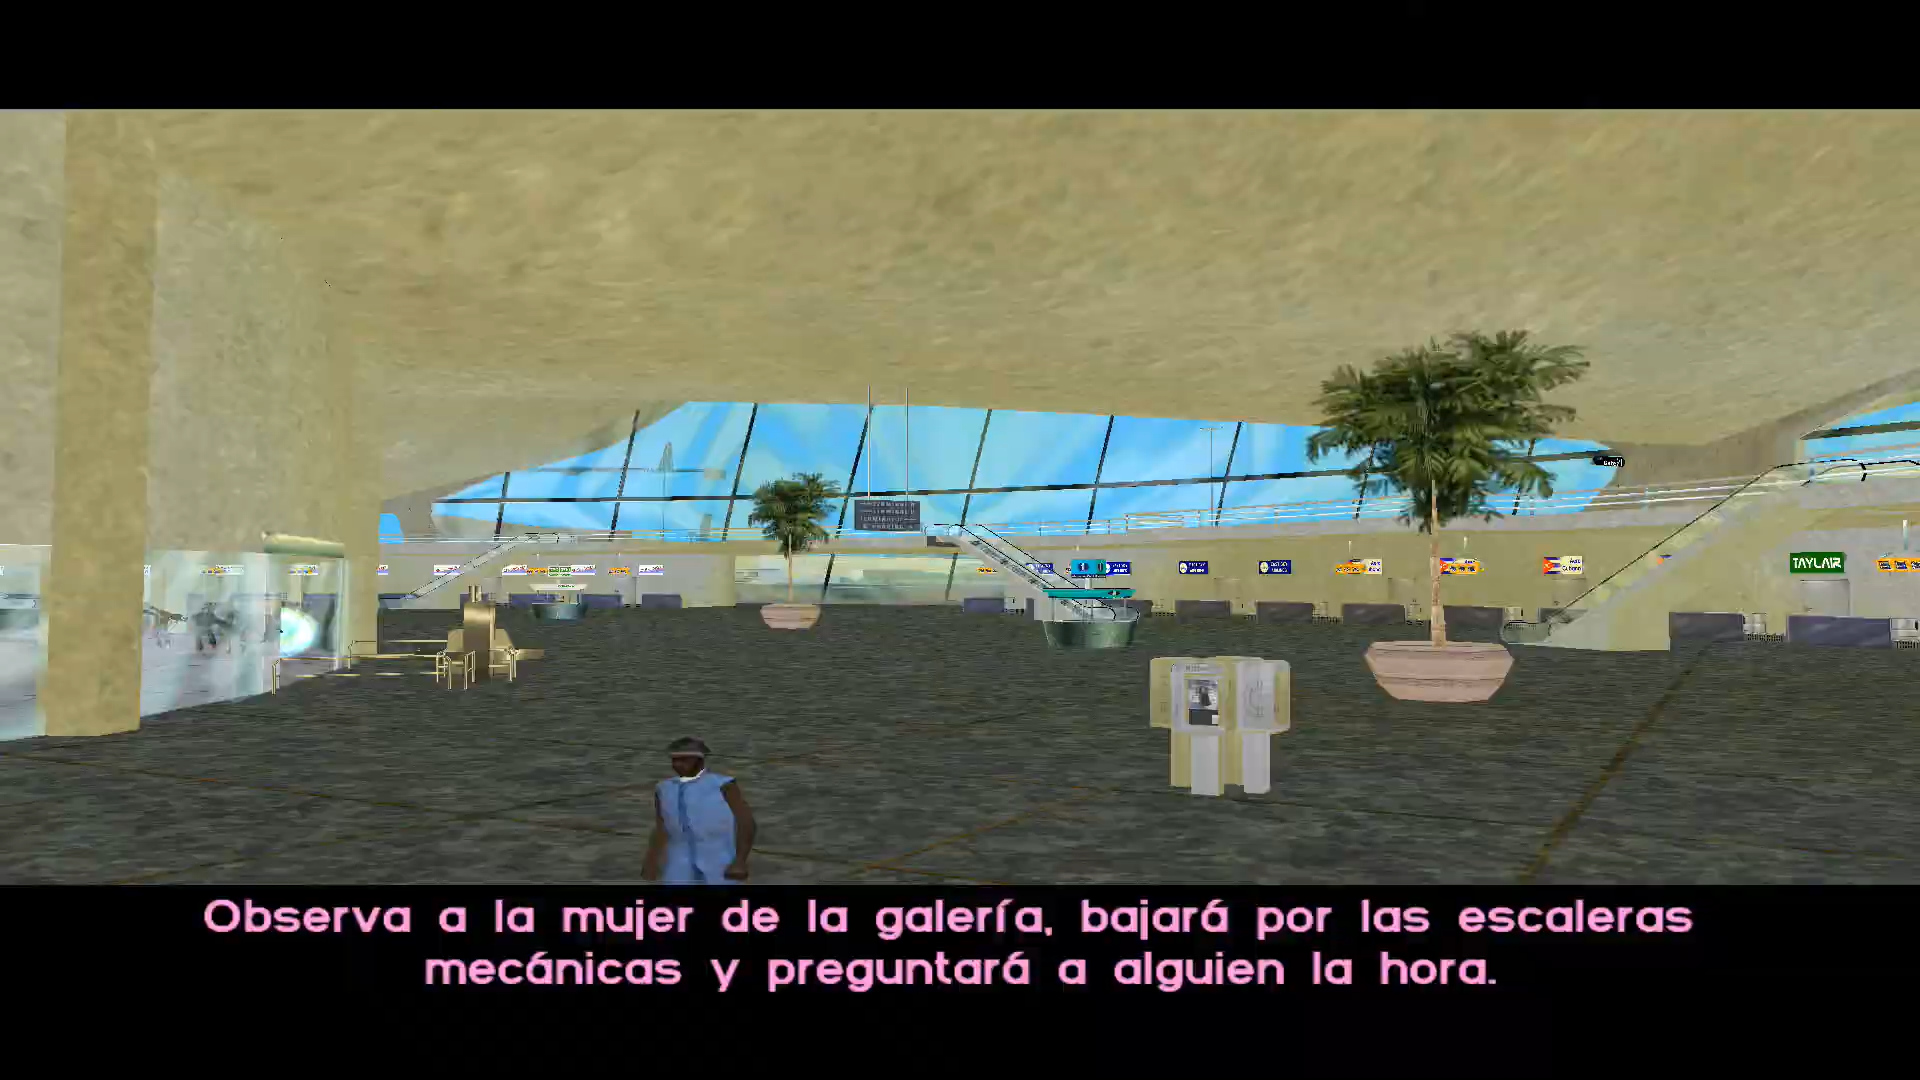 TAYLAIR
Observa a la mujer de la galería, bajará por las escaleras
mecánicas y preguntará a alguien la hora.